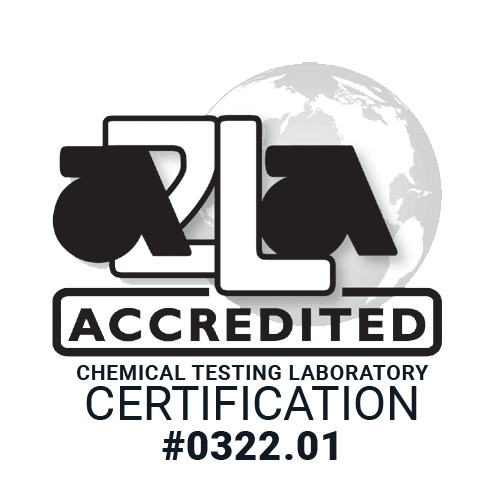 A2LA
ACCREDITED
CHEMICAL TESTING LABORATORY
CERTIFICATION
#0322.01